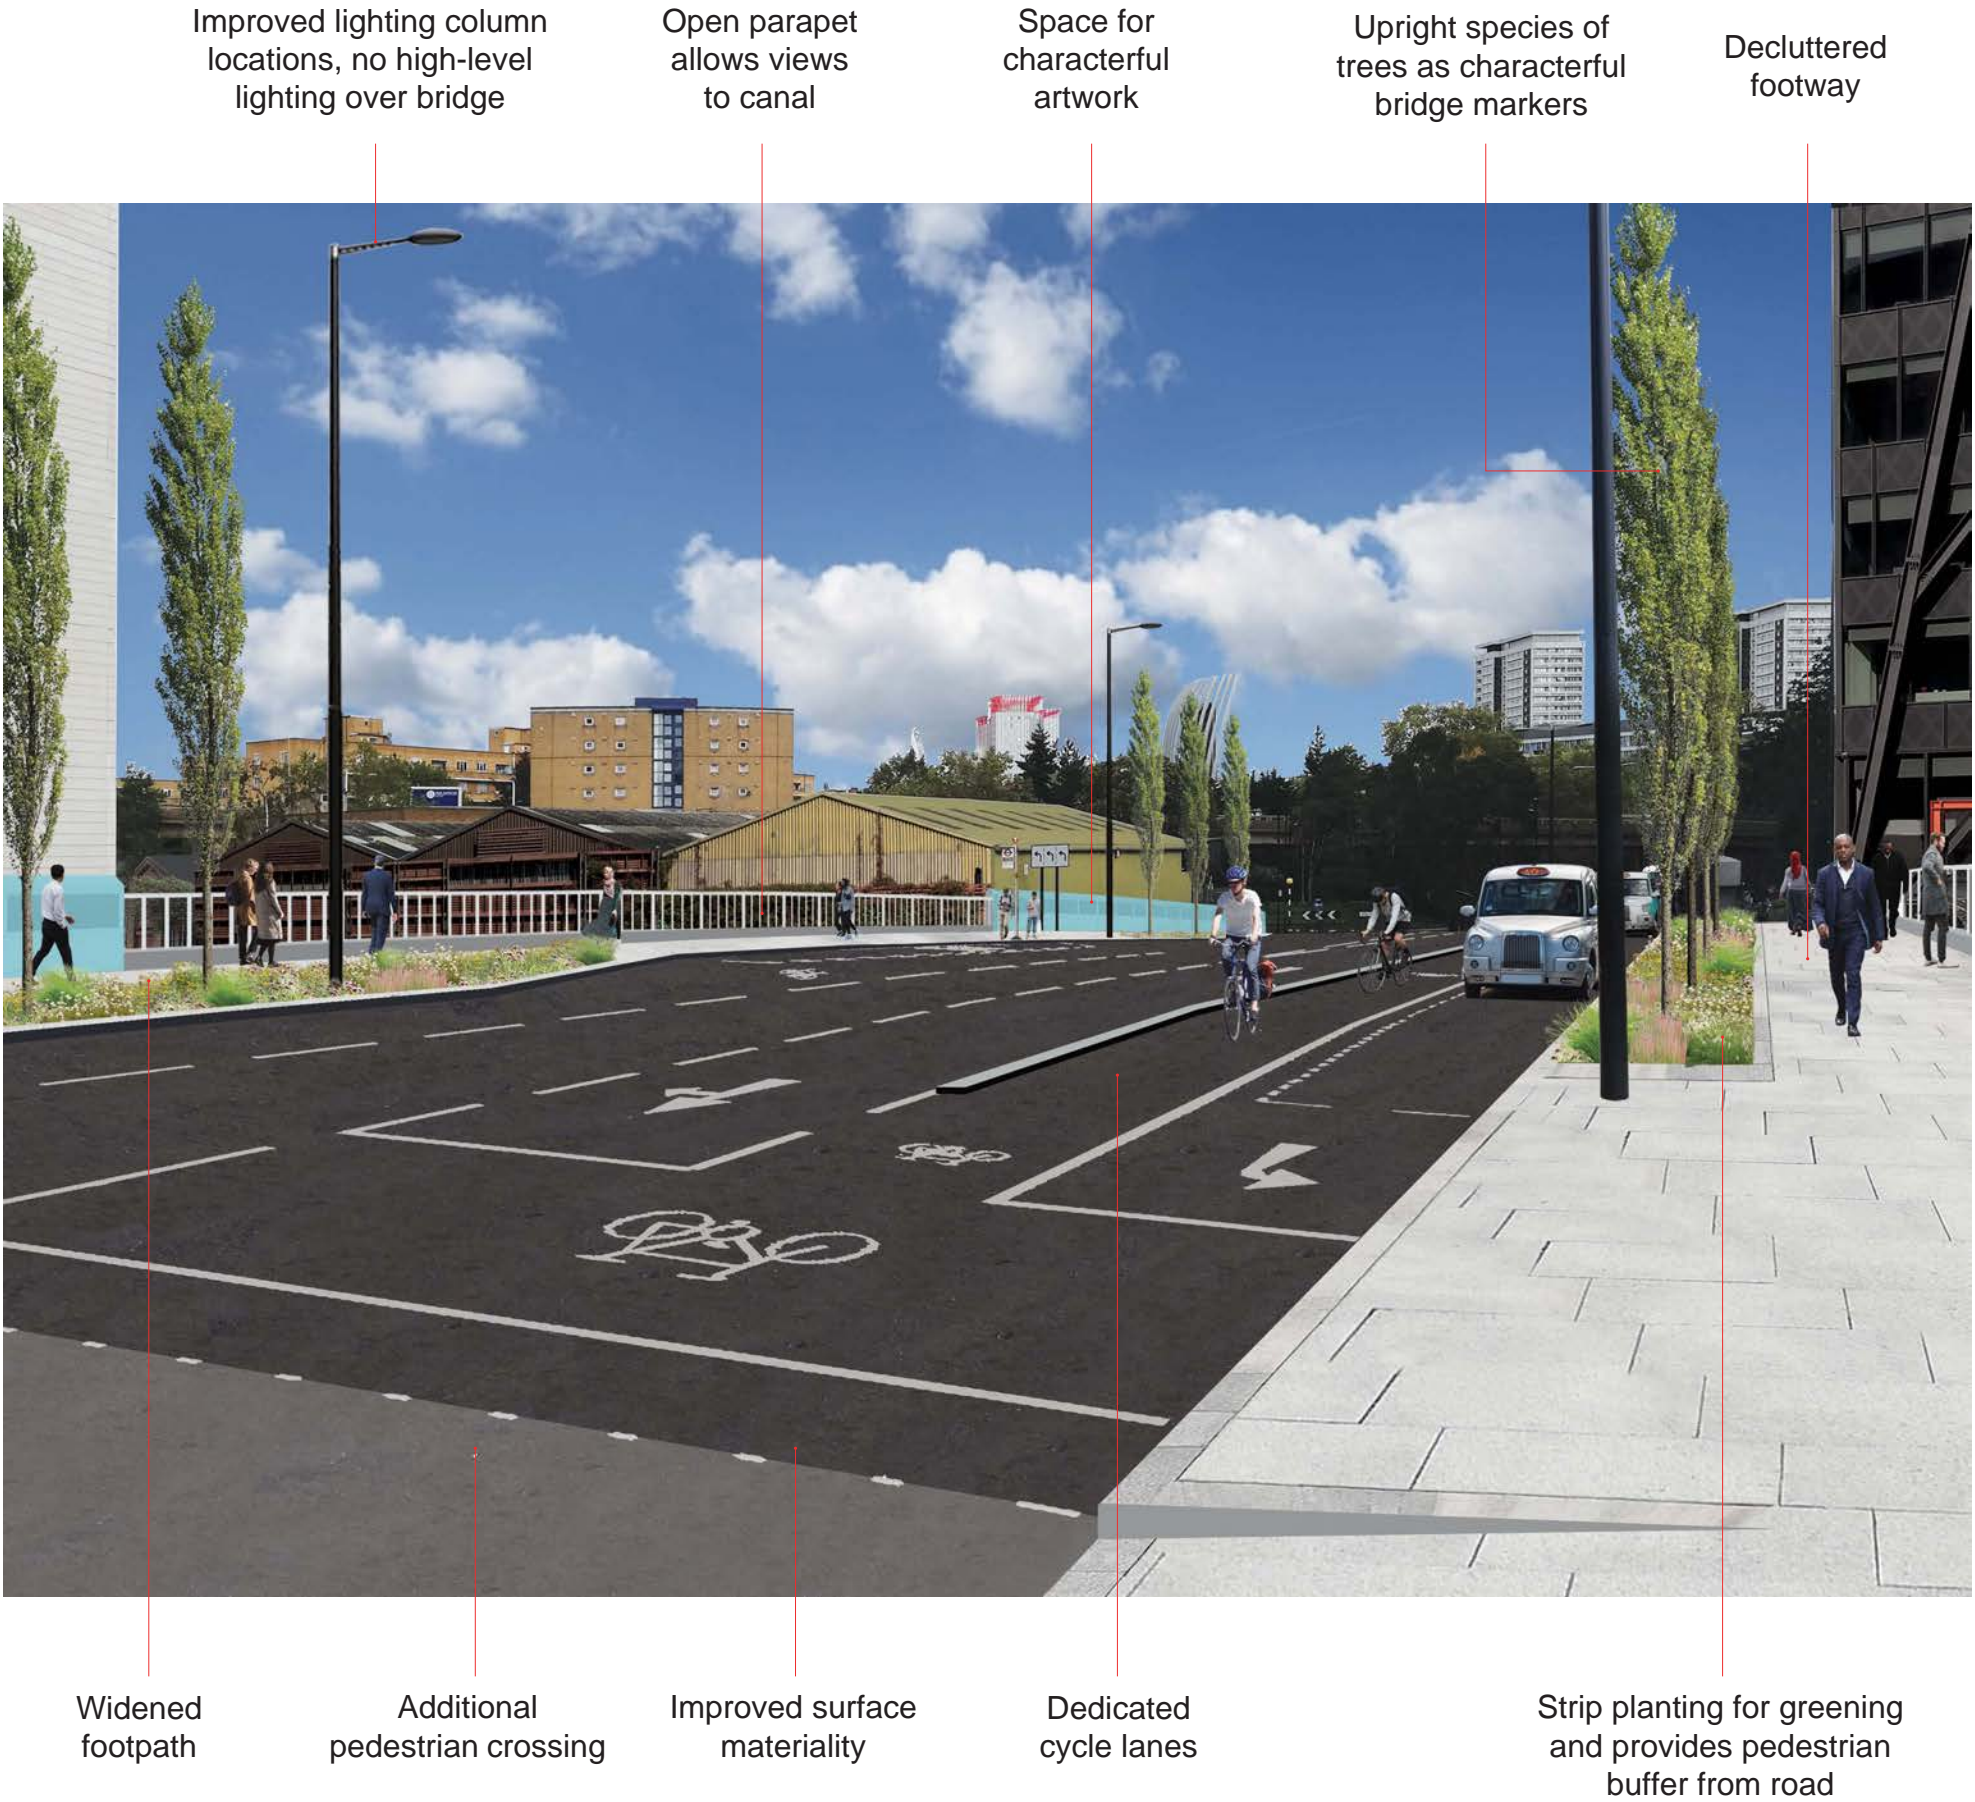 Improved lighting column
locations, no high-level
lighting over bridge
Open parapet
allows views
to canal
Space for
characterful
artwork
Upright species of
trees as characterful
bridge markers
Decluttered
footway
Widened
footpath
Additional
pedestrian crossing
Improved surface
materiality
Dedicated
cycle lanes
Strip planting for greening
and provides pedestrian
buffer from road